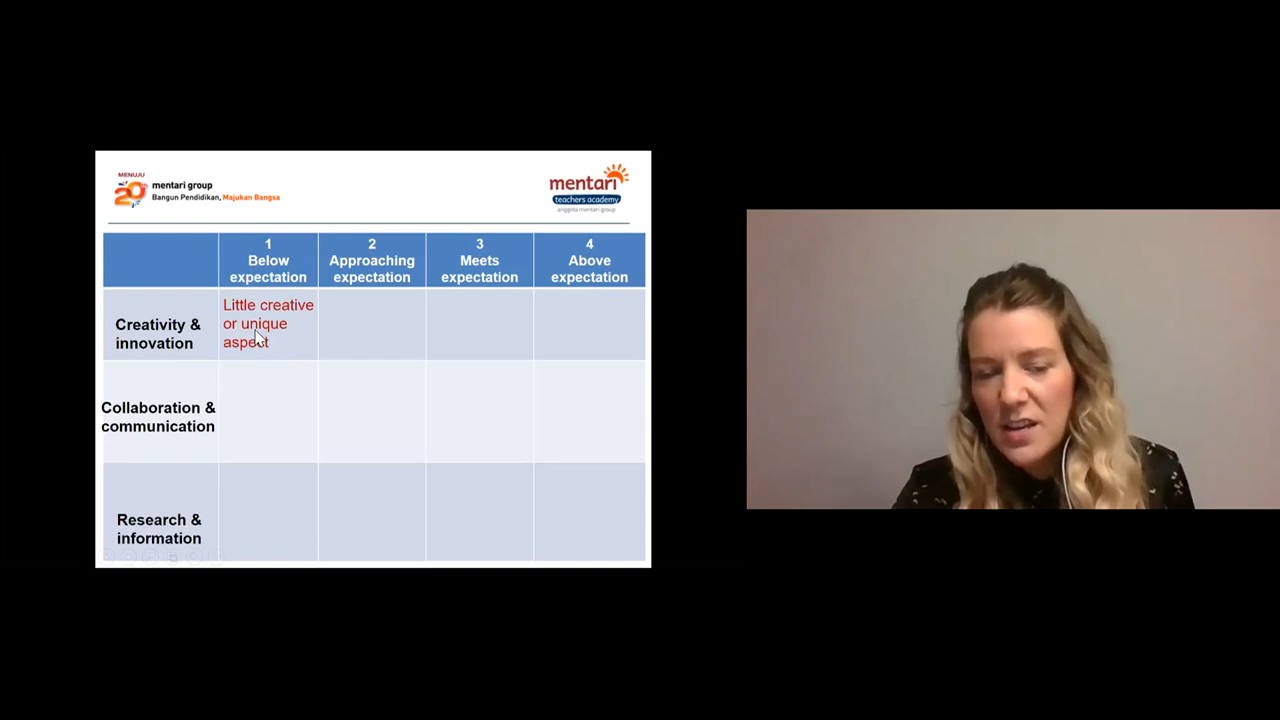 MENUJU
20th
mentari group
Bangun Pendidikan, Majukan Bangsa
mentari
teachers academy
anggota mentari group
1
Below
expectation
2
Approaching
expectation
3
Meets
expectation
4
Above
expectation
Creativity &
innovation
Little creative
or unique
aspect
Collaboration &
communication
Research &
information